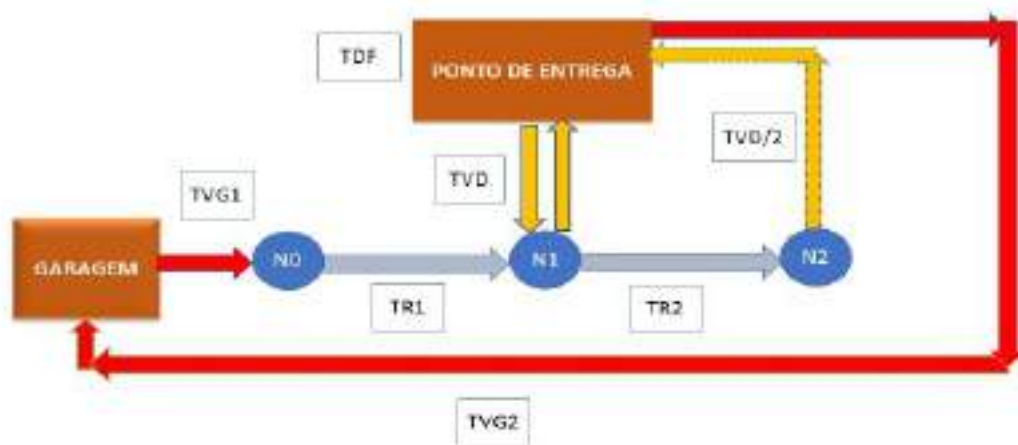 TDF
PONTO DE ENTREGA
TVD/2
TVD
TVG1
GARAGEM
N0
N1
N2
TR1
TR2
TVG2